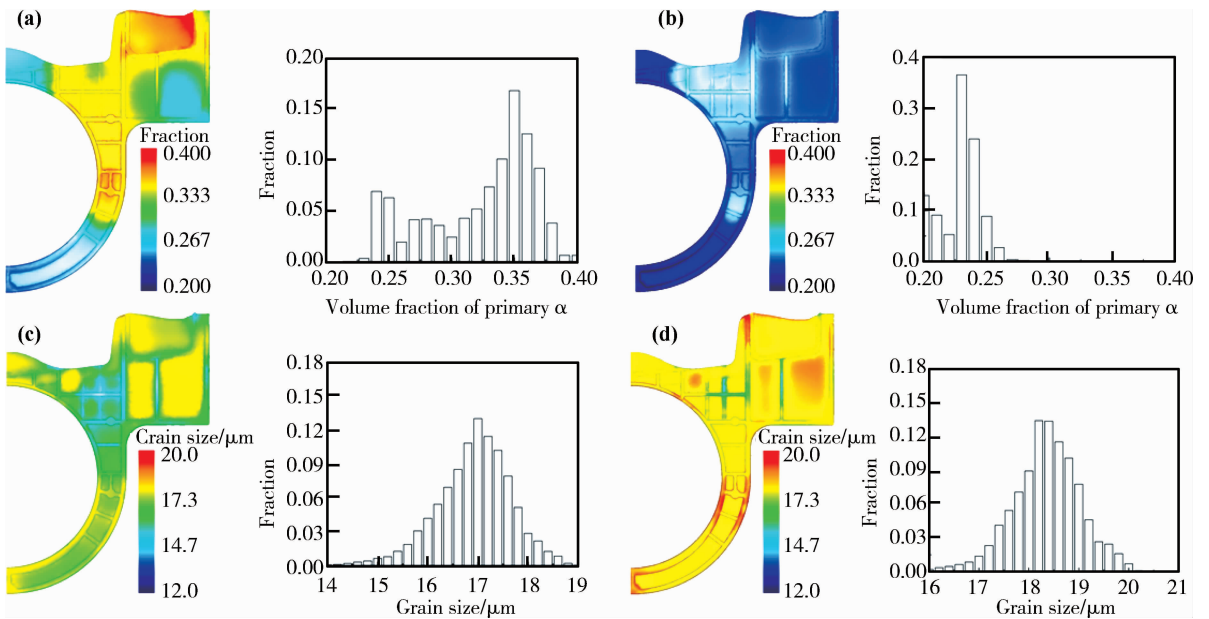 (a)
Fraction
0.400
0.333
0.267
0.200
Fraction
0.20
0.15
0.10
0.05
0.00
0.20 0.25 0.30 0.35 0.40
Volume fraction of primary α
(b)
Fraction
0.400
0.333
0.267
0.200
Fraction
0.4
0.3
0.2
0.1
0.0
0.20 0.25 0.30 0.35 0.40
Volume fraction of primary α
(c)
Crain size/μm
20.0
17.3
14.7
12.0
Fraction
0.18
0.15
0.12
0.09
0.06
0.03
0.00
14 15 16 17 18 19
Grain size/μm
(d)
Crain size/μm
20.0
17.3
14.7
12.0
Fraction
0.18
0.15
0.12
0.09
0.06
0.03
0.00
16 17 18 19 20 21
Grain size/μm